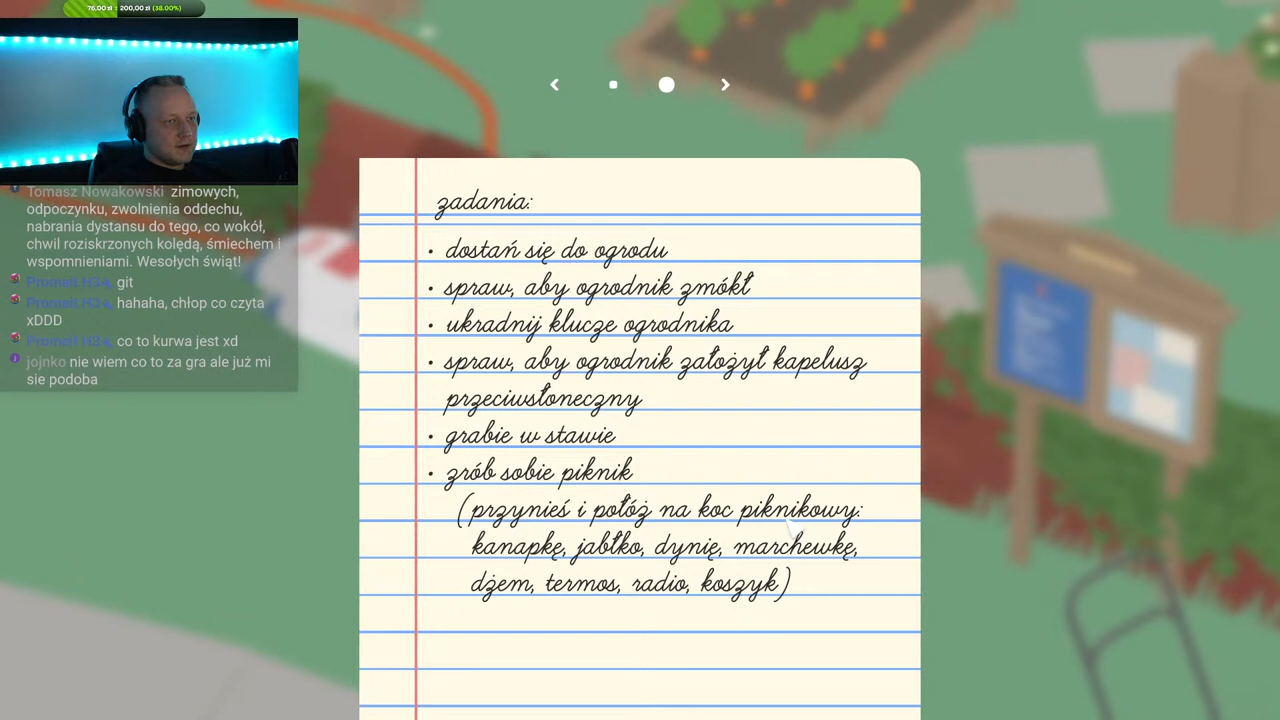 76.00 zł : 200,00 zł (38.00%)
Tomasz Nowakowski zimowych,
odpoczynku, zwolnienia oddechu,
nabrania dystansu do tego, co wokół,
chwil roziskrzonych kolędą, śmiechem i
wspomnieniami. Wesołych świąt!
git
hahaha, chłop co czyta
xDDD
co to kurwa jest xd
jojnko nie wiem co to za gra ale już mi
sie podoba
zadania:
• dostań się do ogrodu
• spraw, aby ogrodnik zmókł
• ukradnij klucze ogrodnika
• spraw, aby ogrodnik założył kapelusz
przeciwsłoneczny
• grabie w stawie
• zrób sobie piknik
(przynieś i połóż na koc piknikowy:
kanapkę, jabłko, dynię, marchewkę,
dżem, termos, radio, koszyk)